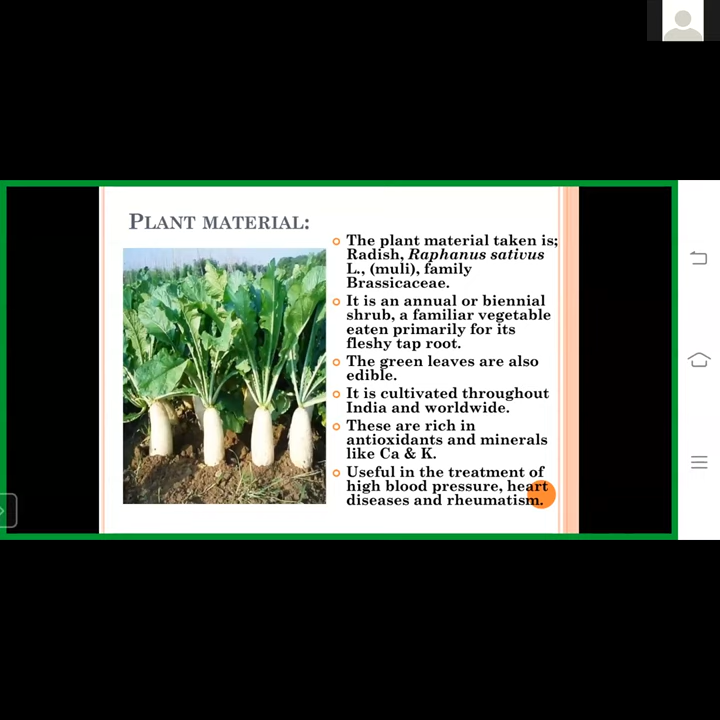 PLANT MATERIAL:
The plant material taken is;
Radish, Raphanus sativus
L., (muli), family
Brassicaceae.
It is an annual or biennial
shrub, a familiar vegetable
eaten primarily for its
fleshy tap root.
The green leaves are also
edible.
It is cultivated throughout
India and worldwide.
These are rich in
antioxidants and minerals
like Ca & K.
Useful in the treatment of
high blood pressure, heart
diseases and rheumatism.